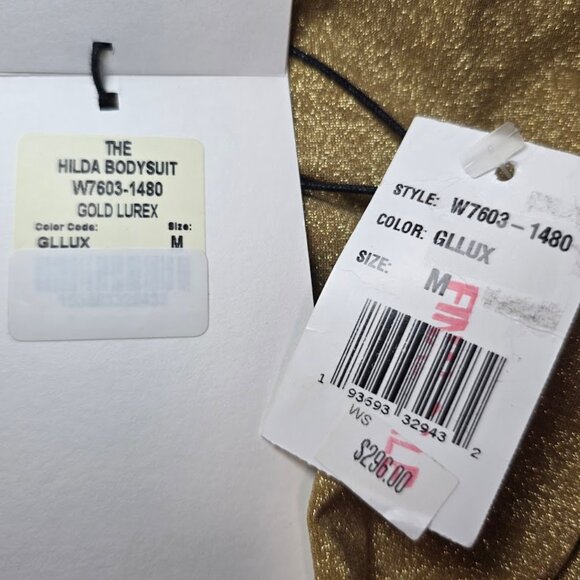 THE
HILDA BODYSUIT
W7603-1480
GOLD LUREX
Color Code: Size:
GLLUX M
STYLE: W7603-1480
COLOR: GLLUX
SIZE: M
1 93693 32943 2
WS
$296.00